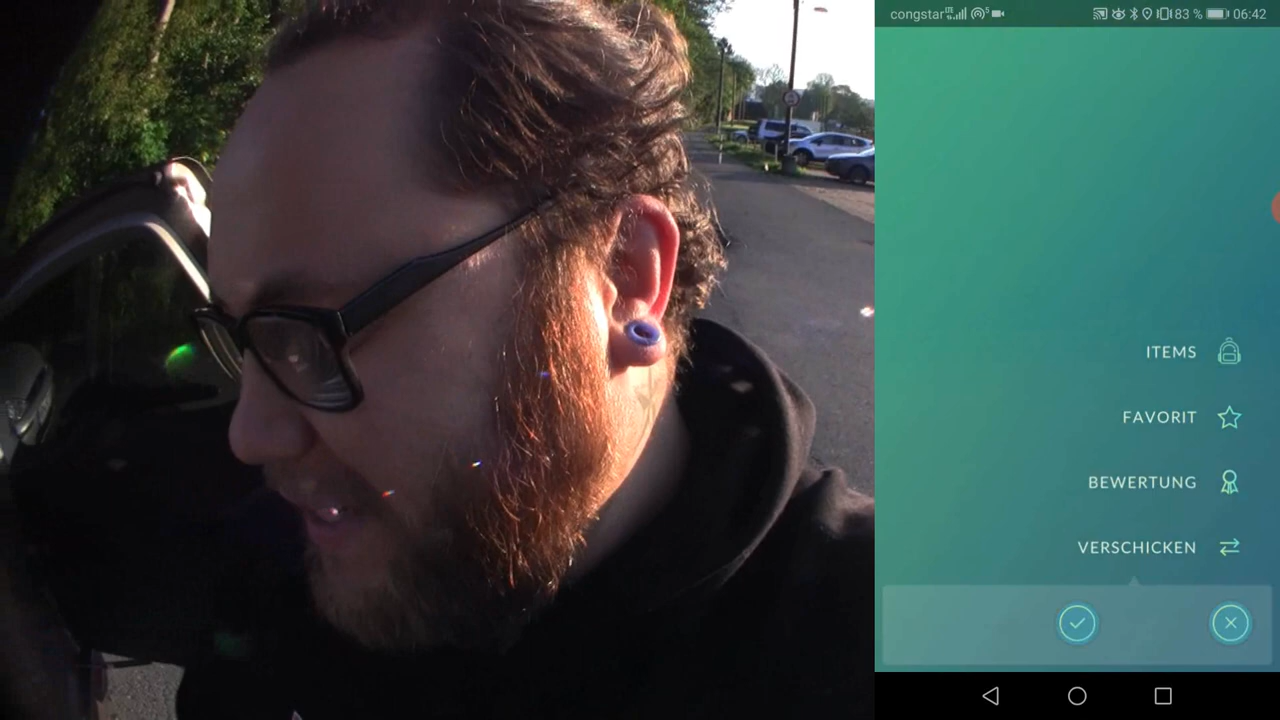 congstar 83 % 06:42
ITEMS
FAVORIT
BEWERTUNG
VERSCHICKEN